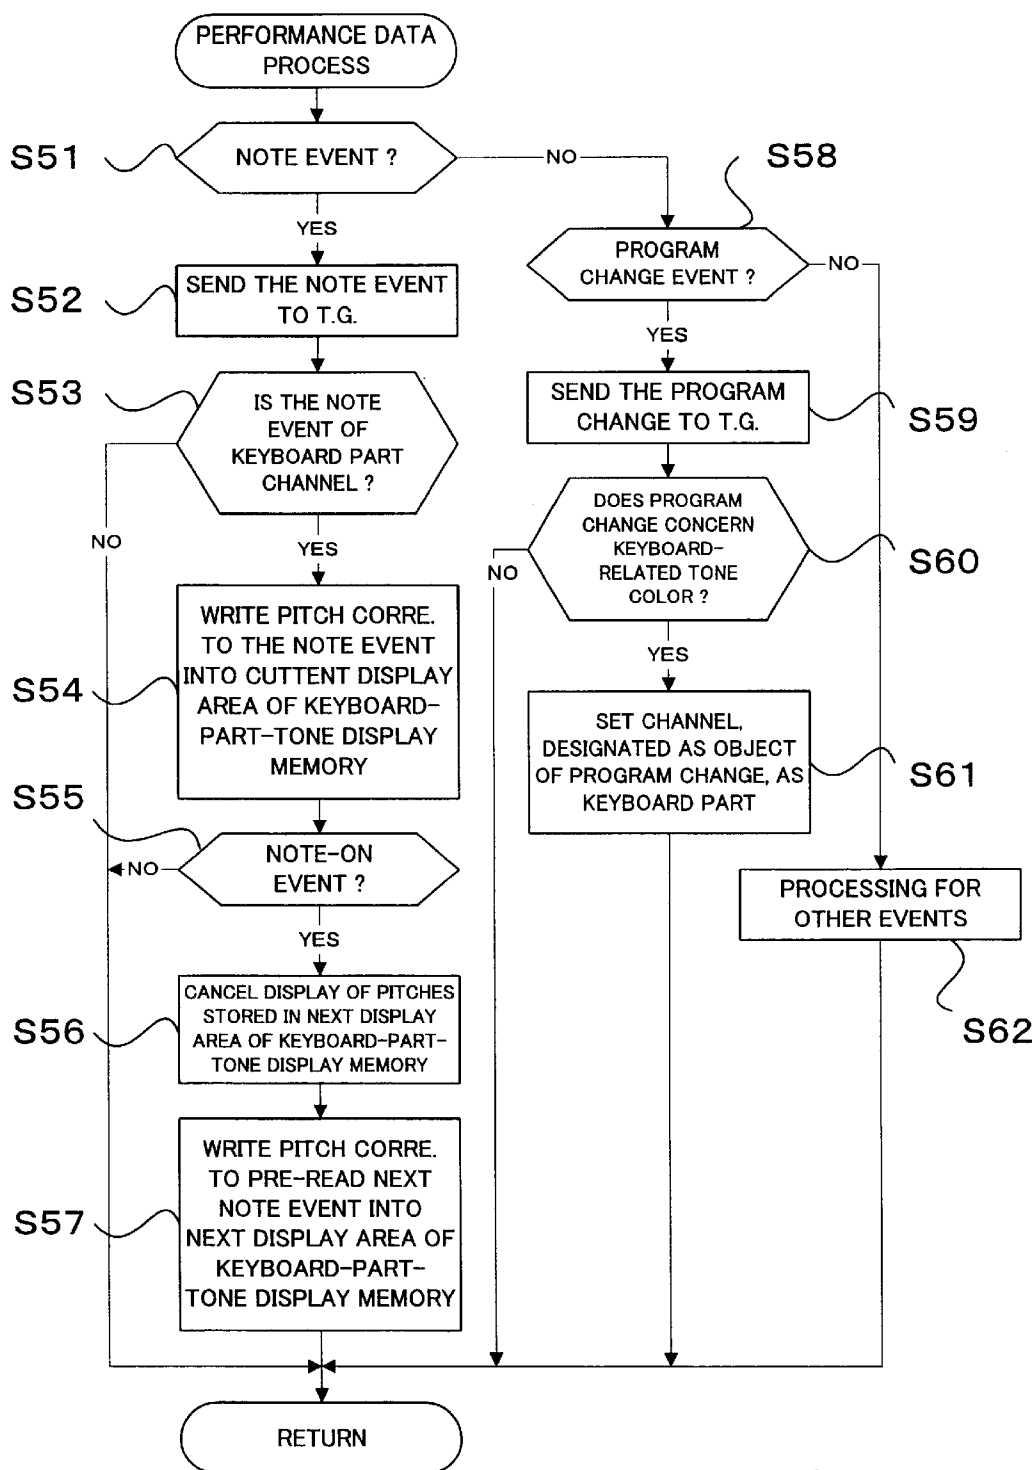 PERFORMANCE DATA
PROCESS
S51
NOTE EVENT ?
NO
S58
YES
PROGRAM
CHANGE EVENT ?
NO
S52
SEND THE NOTE EVENT
TO T.G.
YES
S53
IS THE NOTE
EVENT OF
KEYBOARD PART
CHANNEL ?
SEND THE PROGRAM
CHANGE TO T.G.
S59
NO
YES
DOES PROGRAM
CHANGE CONCERN
KEYBOARD-
RELATED TONE
COLOR ?
S60
NO
S54
WRITE PITCH CORRE.
TO THE NOTE EVENT
INTO CUTTENT DISPLAY
AREA OF KEYBOARD-
PART-TONE DISPLAY
MEMORY
YES
SET CHANNEL,
DESIGNATED AS OBJECT
OF PROGRAM CHANGE, AS
KEYBOARD PART
S61
S55
NO
NOTE-ON
EVENT ?
YES
PROCESSING FOR
OTHER EVENTS
S62
S56
CANCEL DISPLAY OF PITCHES
STORED IN NEXT DISPLAY
AREA OF KEYBOARD-PART-
TONE DISPLAY MEMORY
S57
WRITE PITCH CORRE.
TO PRE-READ NEXT
NOTE EVENT INTO
NEXT DISPLAY AREA OF
KEYBOARD-PART-
TONE DISPLAY MEMORY
RETURN